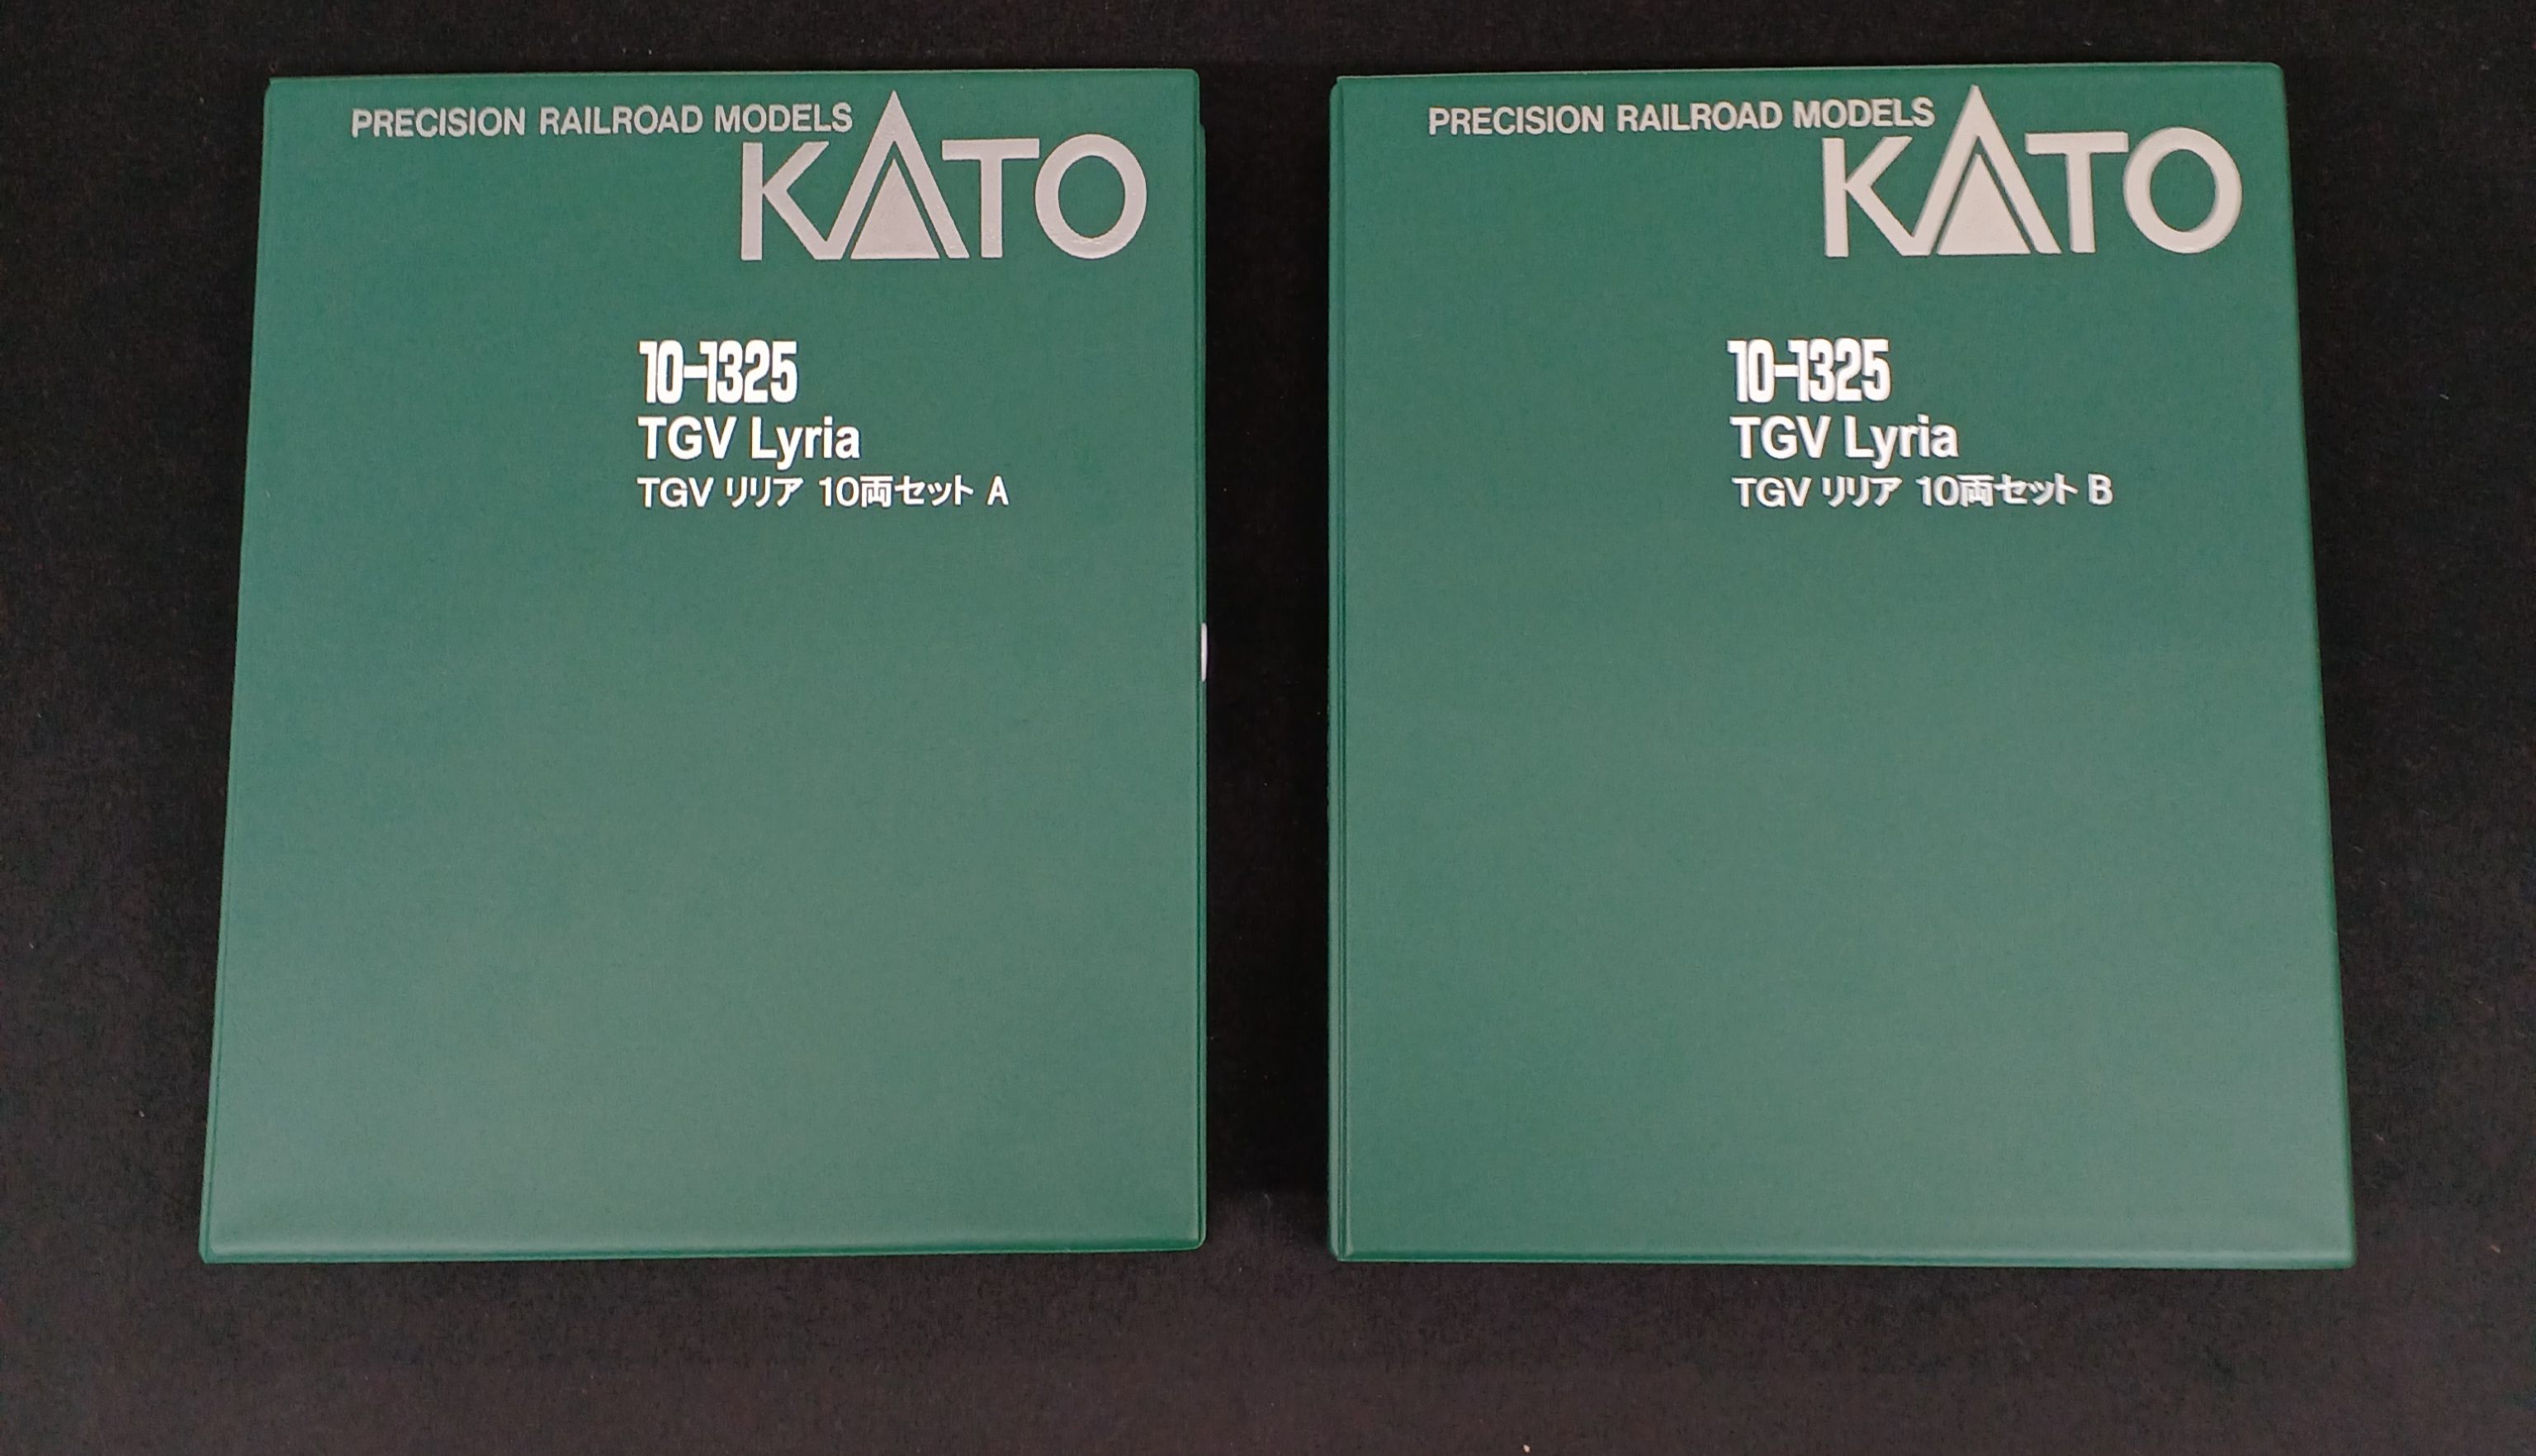 PRECISION RAILROAD MODELS
KATO
10-1325
TGV Lyria
TGV リリア 10両セット A
PRECISION RAILROAD MODELS
KATO
10-1325
TGV Lyria
TGV リリア 10両セット B